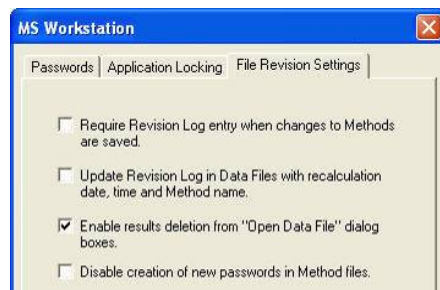 MS Workstation
Passwords Application Locking File Revision Settings
Require Revision Log entry when changes to Methods
are saved.
Update Revision Log in Data Files with recalculation
date, time and Method name.
Enable results deletion from "Open Data File" dialog
boxes.
Disable creation of new passwords in Method files.